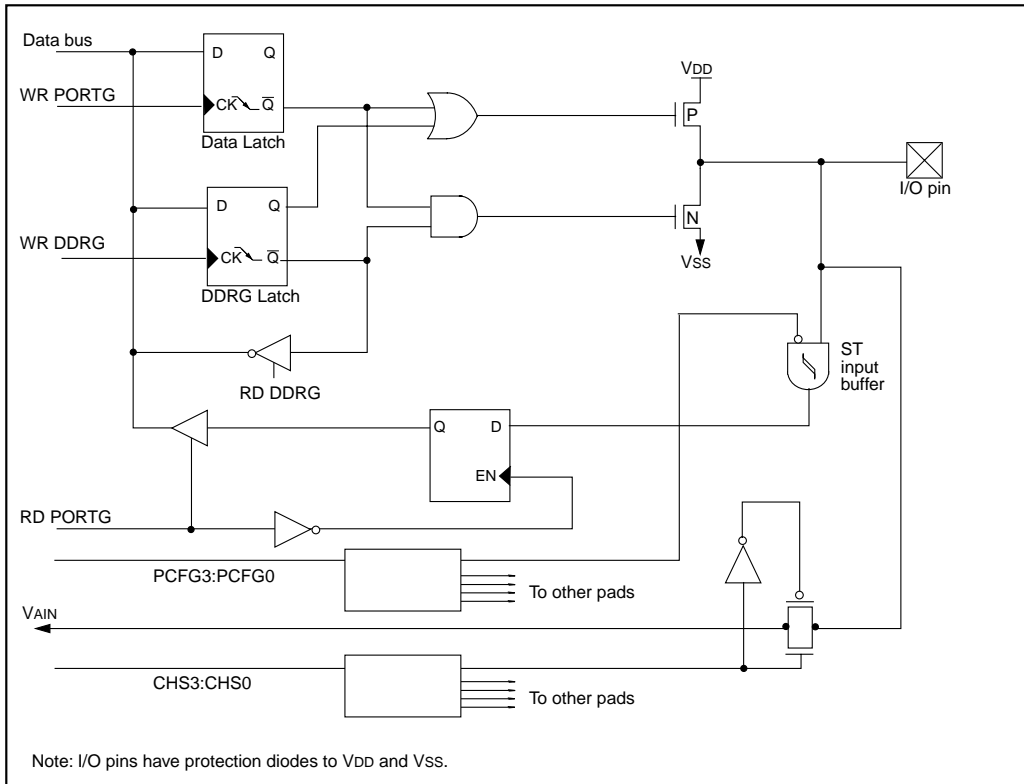 Data bus
D Q
WR PORTG
CK Q̅
Data Latch
VDD
P
I/O pin
D Q
N
WR DDRG
CK Q̅
VSS
DDRG Latch
ST
input
buffer
RD DDRG
Q D
EN
RD PORTG
PCFG3:PCFG0
To other pads
VAIN
CHS3:CHS0
To other pads
Note: I/O pins have protection diodes to VDD and VSS.